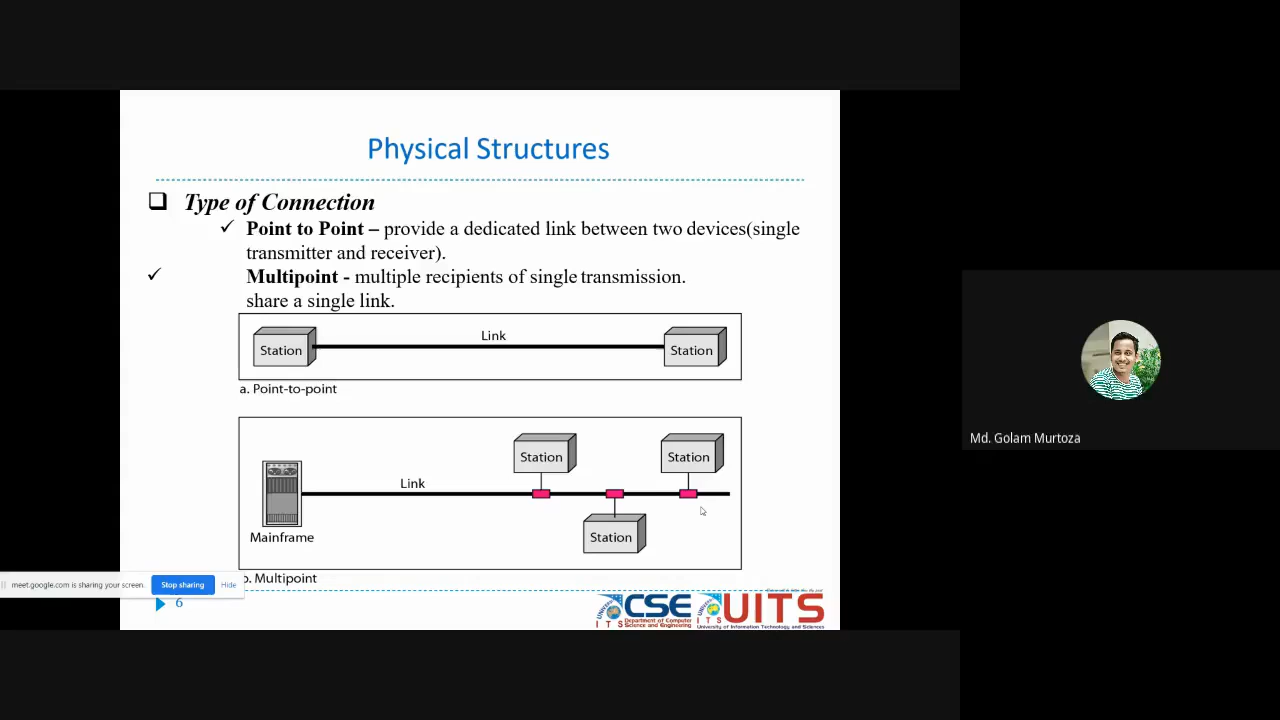 Physical Structures
Type of Connection
Point to Point – provide a dedicated link between two devices(single
transmitter and receiver).
Multipoint - multiple recipients of single transmission.
share a single link.
Link
Station
Station
a. Point-to-point
Station
Station
Link
Station
Mainframe
b. Multipoint
meet.google.com is sharing your screen.
Stop sharing
Hide
6
CSE
Department of Computer
Science and Engineering
I T S
UITS
University of Information Technology and Sciences
I T S
Md. Golam Murtoza